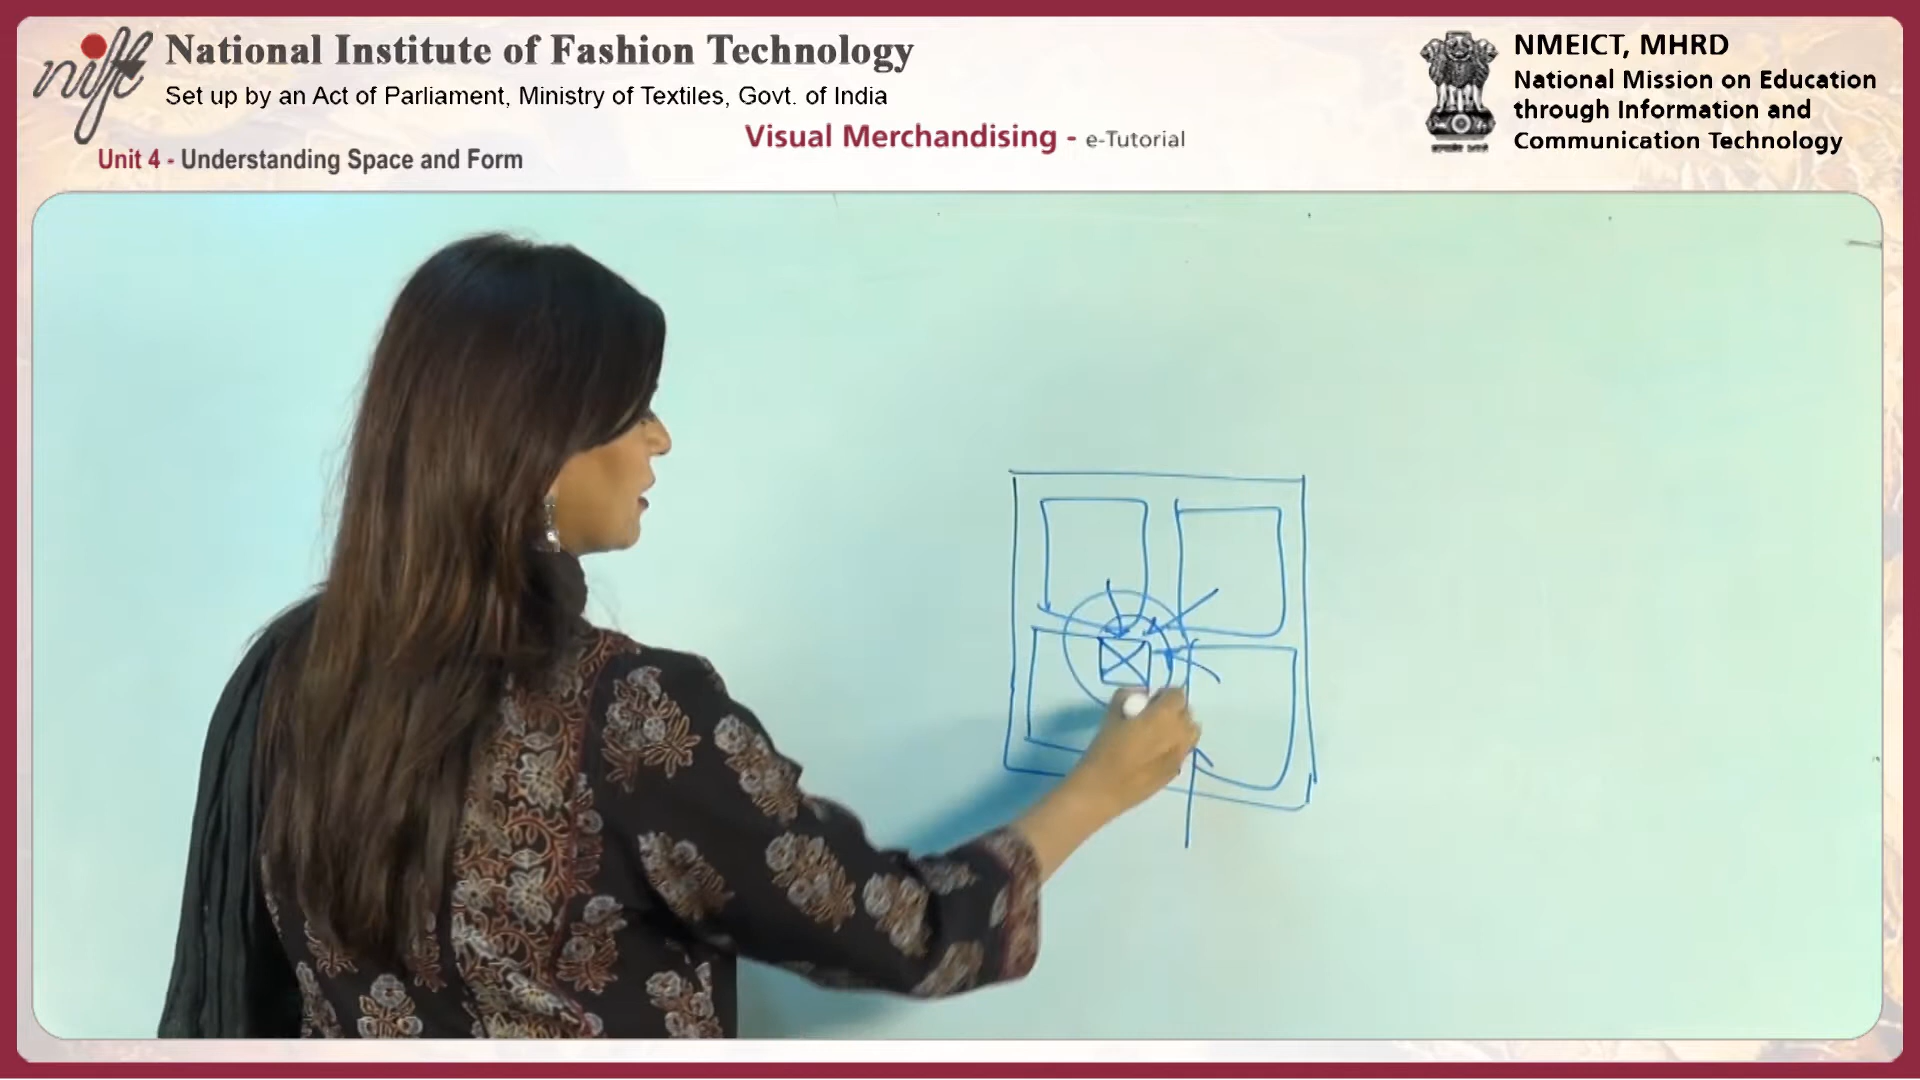 nift
National Institute of Fashion Technology
Set up by an Act of Parliament, Ministry of Textiles, Govt. of India
Visual Merchandising - e-Tutorial
Unit 4 - Understanding Space and Form
NMEICT, MHRD
National Mission on Education
through Information and
Communication Technology